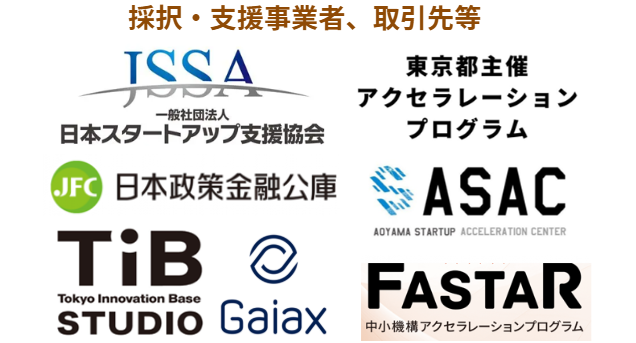 採択・支援事業者、取引先等
JSSA
一般社団法人
日本スタートアップ支援協会
東京都主催
アクセラレーション
プログラム
JFC 日本政策金融公庫
ASAC
AOYAMA STARTUP ACCELERATION CENTER
TiB
Tokyo Innovation Base
STUDIO
Gaiax
FASTAR
中小機構アクセラレーションプログラム